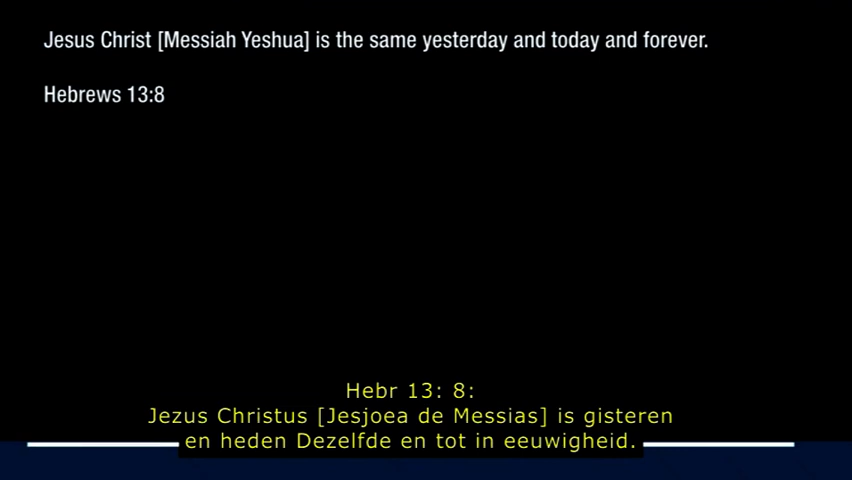 Jesus Christ [Messiah Yeshua] is the same yesterday and today and forever.
Hebrews 13:8
Hebr 13: 8:
Jezus Christus [Jesjoea de Messias] is gisteren
en heden Dezelfde en tot in eeuwigheid.